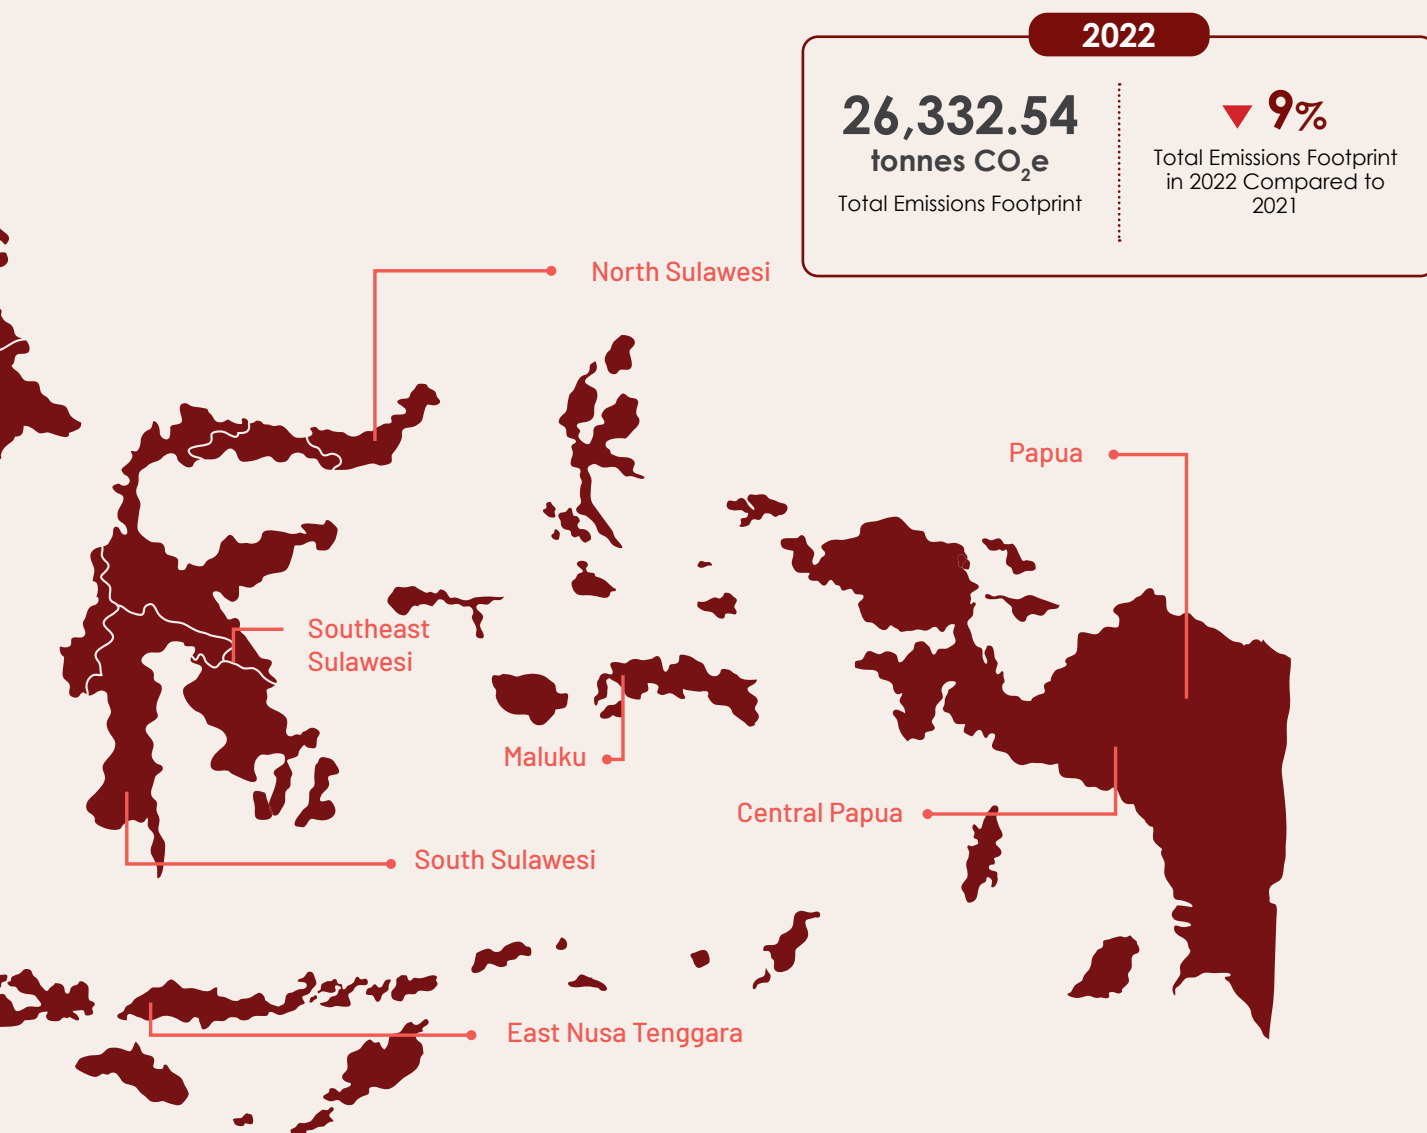 2022
26,332.54
tonnes CO₂e
Total Emissions Footprint
9%
Total Emissions Footprint
in 2022 Compared to
2021
North Sulawesi
Papua
Southeast
Sulawesi
Maluku
Central Papua
South Sulawesi
East Nusa Tenggara